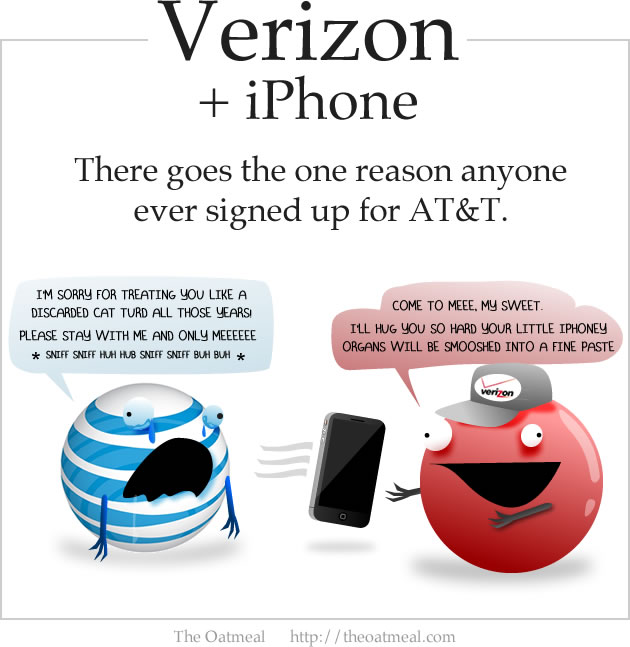 Verizon
+ iPhone
There goes the one reason anyone
ever signed up for AT&T.
I'M SORRY FOR TREATING YOU LIKE A
DISCARDED CAT TURD ALL THOSE YEARS!
PLEASE STAY WITH ME AND ONLY MEEEEEE
* SNIFF SNIFF HUH HUB SNIFF SNIFF BUH BUH *
COME TO MEEE, MY SWEET.
I'LL HUG YOU SO HARD YOUR LITTLE IPHONEY
ORGANS WILL BE SMOOSHED INTO A FINE PASTE
verizon
The Oatmeal http://theoatmeal.com